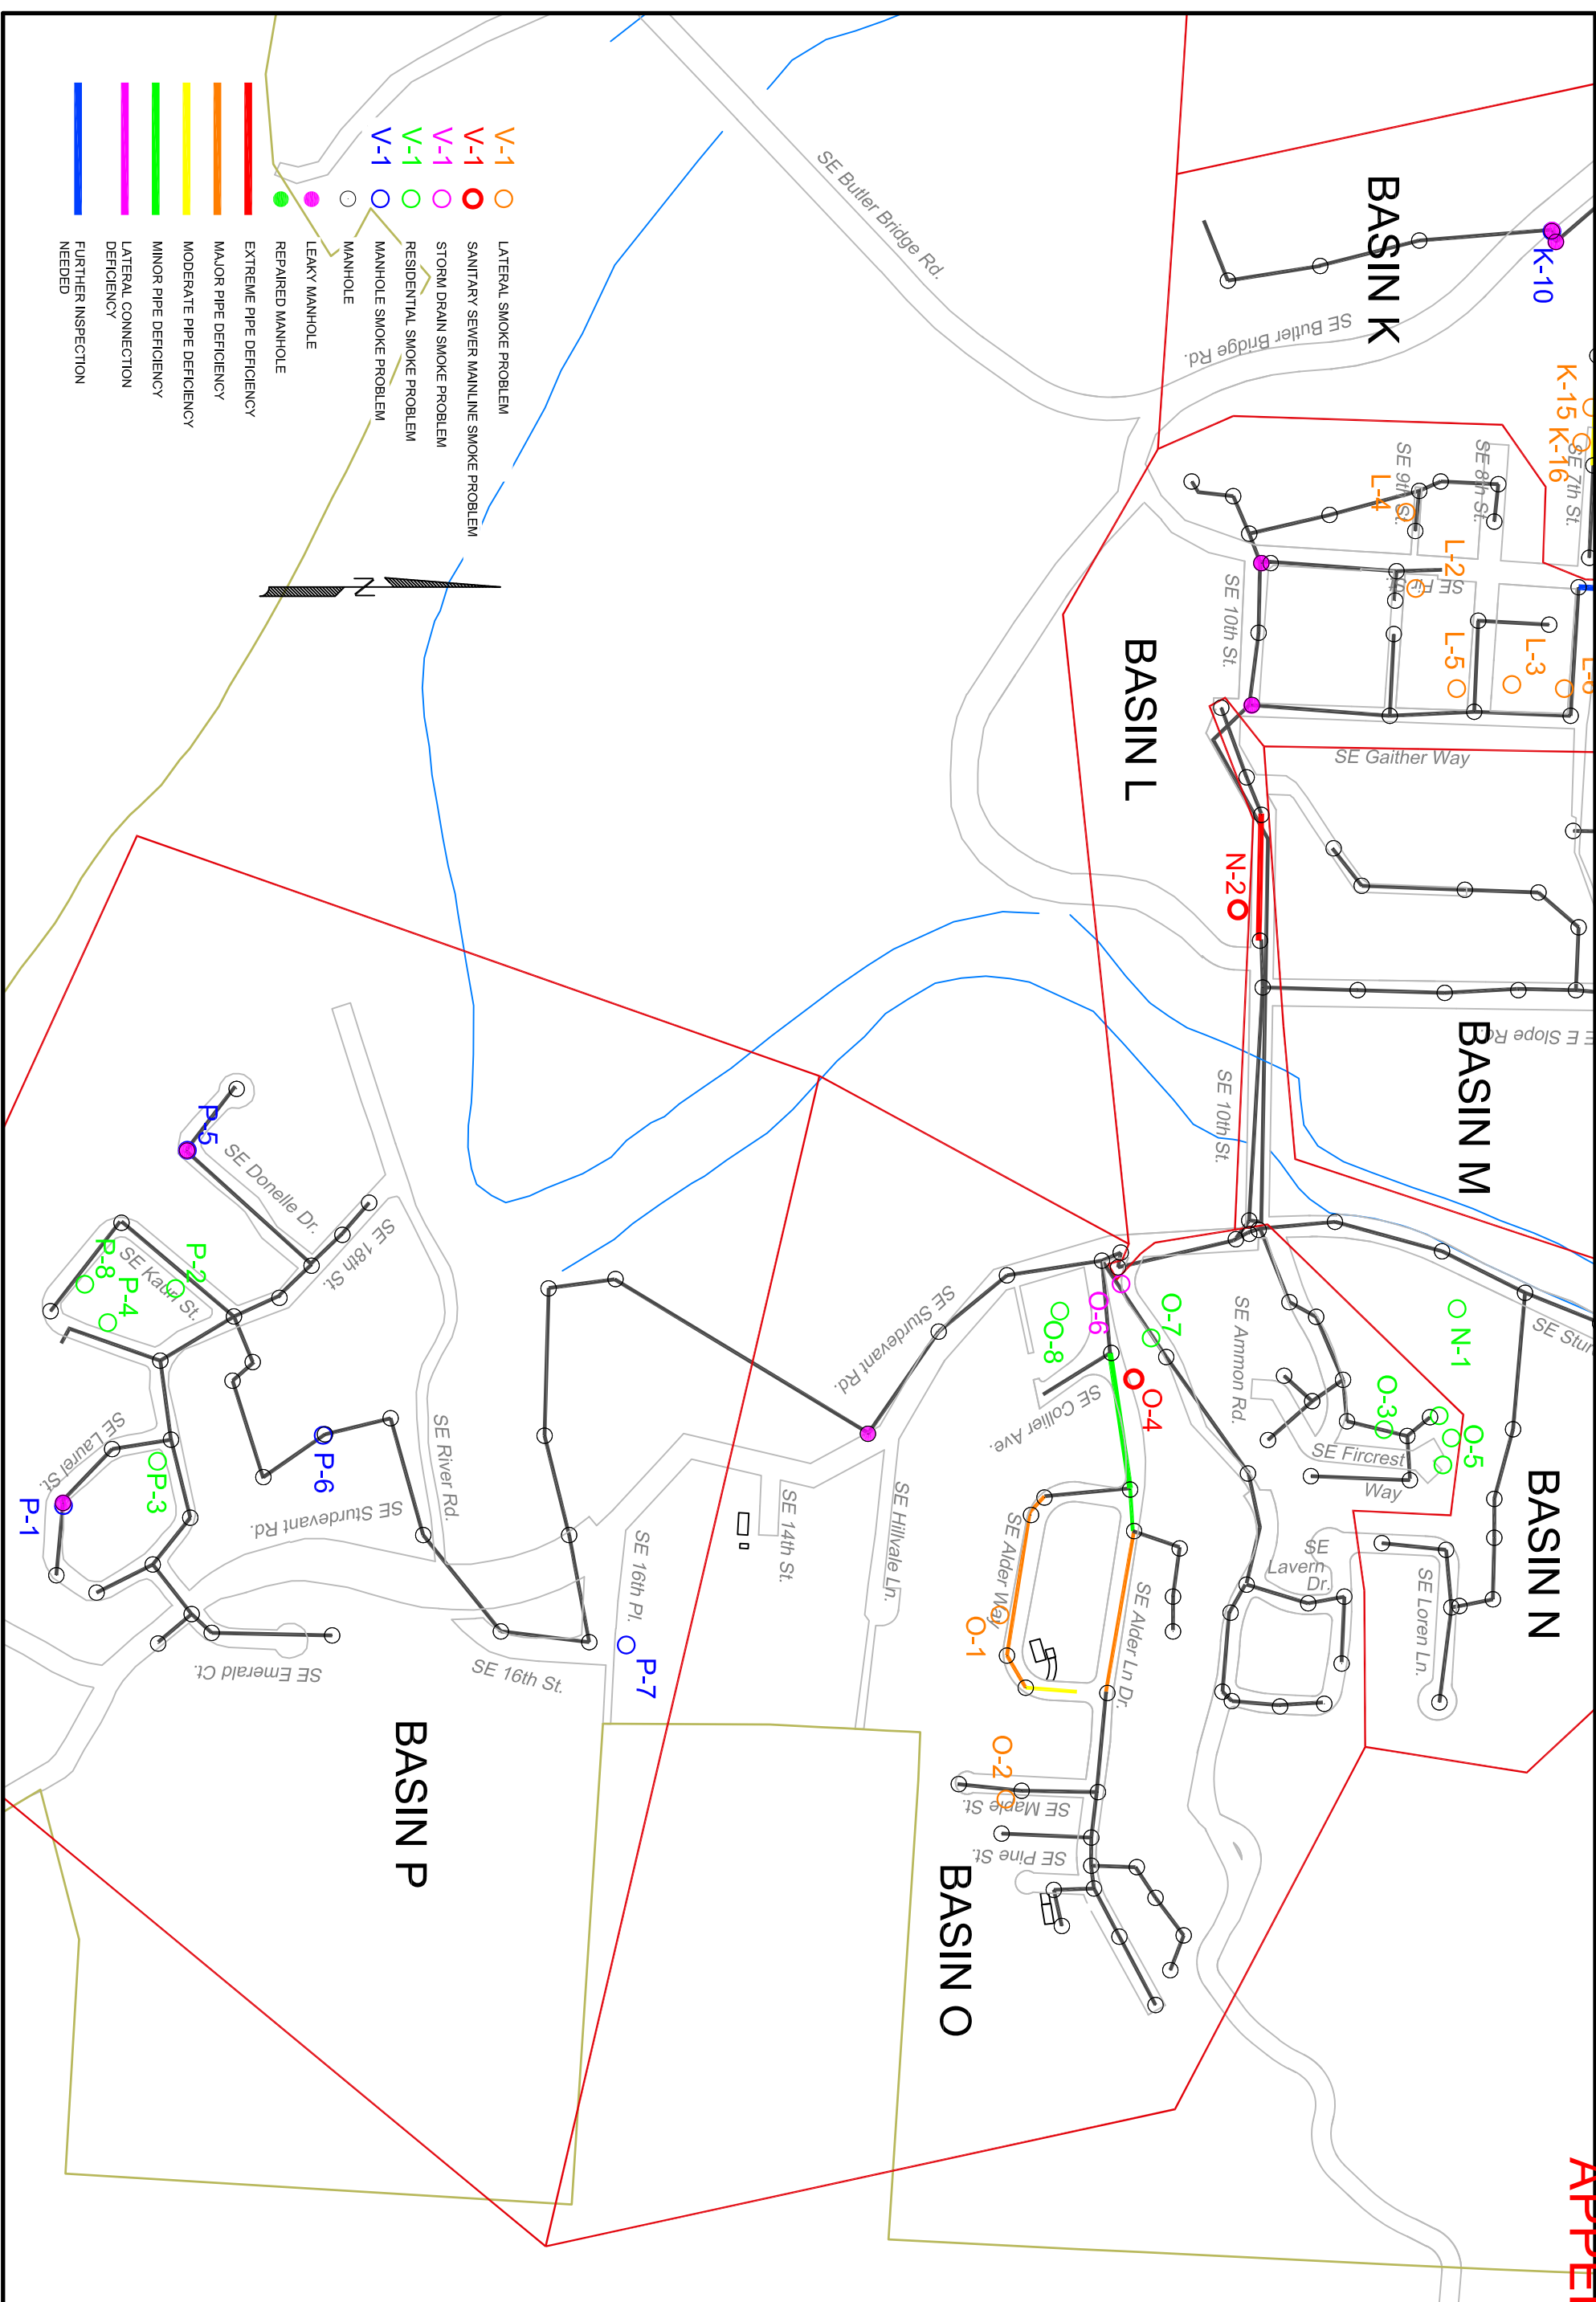 APPE
BASIN K
BASIN L
BASIN M
BASIN N
BASIN O
BASIN P
K-10
K-15
K-16
L-2
L-3
L-4
L-5
L-6
N-1
N-2
O-1
O-2
O-3
O-4
O-5
O-6
O-7
O-8
P-1
P-2
P-3
P-4
P-5
P-6
P-7
P-8
SE Butler Bridge Rd.
SE Butler Bridge Rd.
SE 7th St.
SE 8th St.
SE 9th St.
SE Fir St.
SE 10th St.
SE Gaither Way
E Slope Rd.
SE 10th St.
SE Ammon Rd.
SE Fircrest
Way
SE
Lavern
Dr.
SE Loren Ln.
SE Stur
SE Sturdevant Rd.
SE Collier Ave.
SE Alder Way
SE Alder Ln Dr.
SE Maple St.
SE Pine St.
SE Hillvale Ln.
SE 14th St.
SE 16th Pl.
SE 16th St.
SE River Rd.
SE Sturdevant Rd.
SE 18th St.
SE Donelle Dr.
SE Kauri St.
SE Laurel St.
SE Emerald Ct.
N
V-1 LATERAL SMOKE PROBLEM
V-1 SANITARY SEWER MAINLINE SMOKE PROBLEM
V-1 STORM DRAIN SMOKE PROBLEM
V-1 RESIDENTIAL SMOKE PROBLEM
V-1 MANHOLE SMOKE PROBLEM
MANHOLE
LEAKY MANHOLE
REPAIRED MANHOLE
EXTREME PIPE DEFICIENCY
MAJOR PIPE DEFICIENCY
MODERATE PIPE DEFICIENCY
MINOR PIPE DEFICIENCY
LATERAL CONNECTION
DEFICIENCY
FURTHER INSPECTION
NEEDED